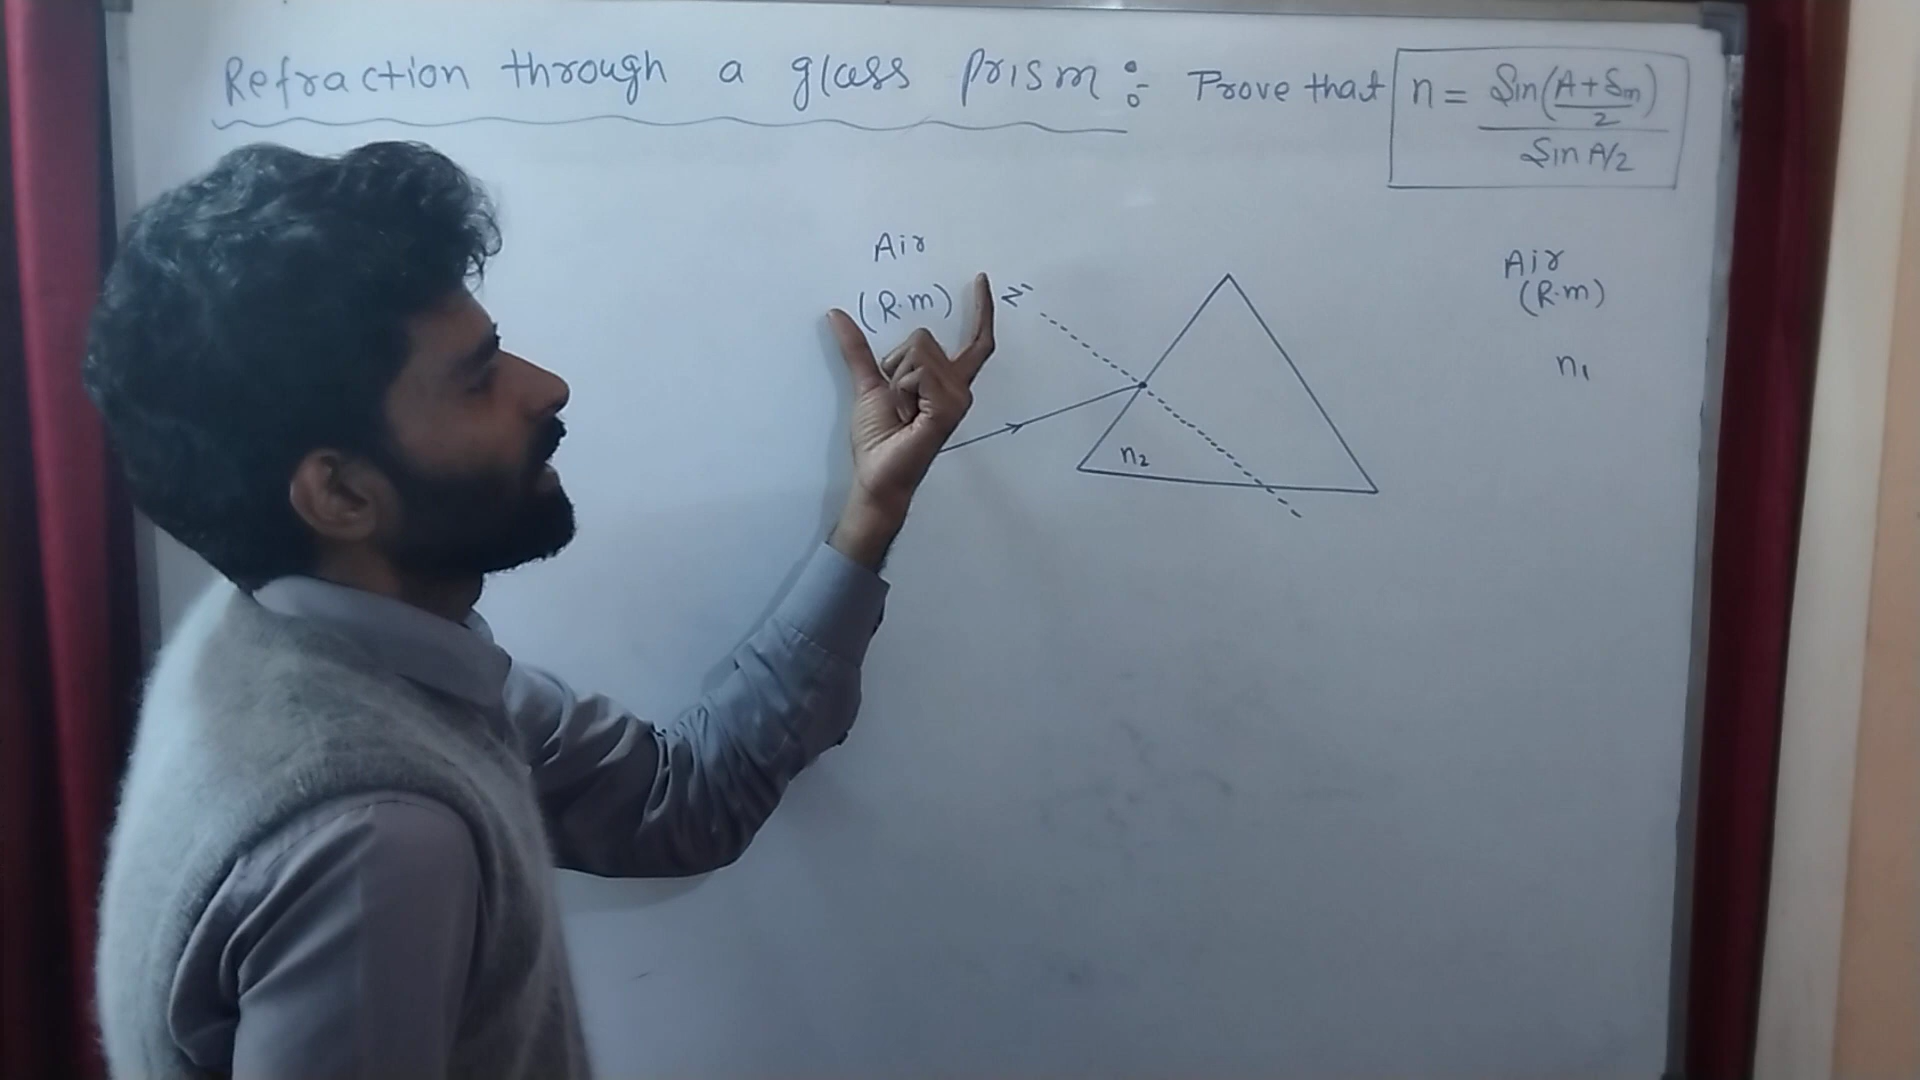 Refraction through a glass prism :- Prove that n = Sin(A+δm/2) / Sin A/2
Air
(R.m)
N
Air
(R.m)
n1
n2